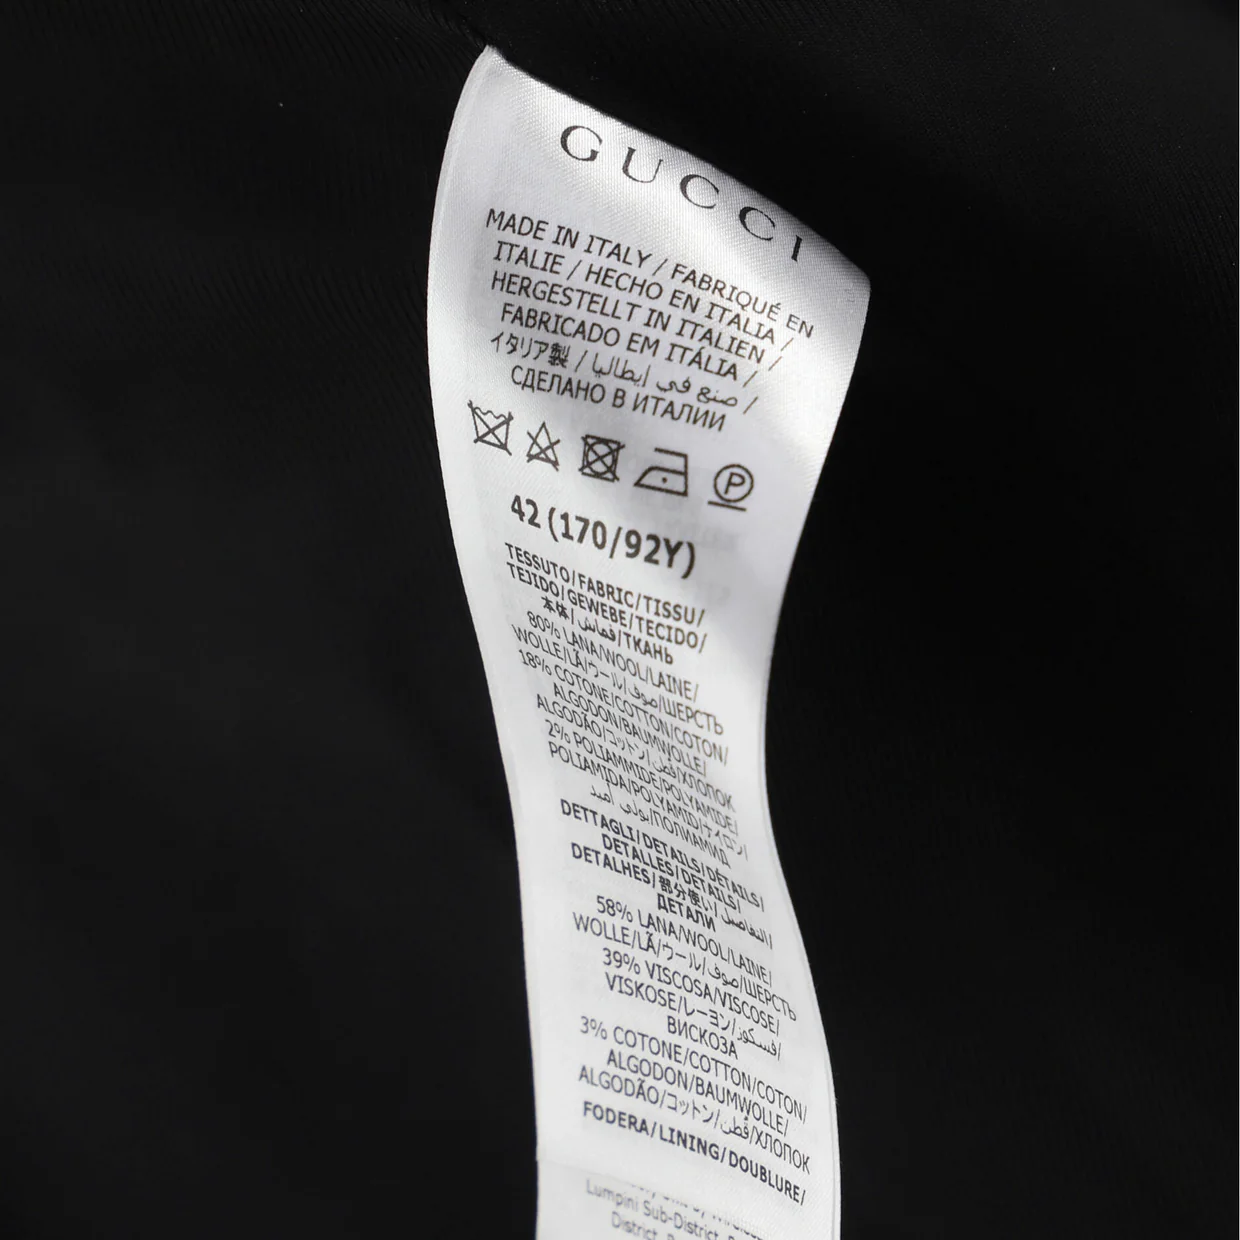 GUCCI
MADE IN ITALY / FABRIQUÉ EN
ITALIE / HECHO EN ITALIA /
HERGESTELLT IN ITALIEN /
FABRICADO EM ITÁLIA /
イタリア製 / صنع في إيطاليا /
СДЕЛАНО В ИТАЛИИ
P
42 (170/92Y)
TESSUTO/FABRIC/TISSU/
TEJIDO/GEWEBE/TECIDO/
本体/قماش/ТКАНЬ
80% LANA/WOOL/LAINE/
WOLLE/LÃ/ウール/صوف/ШЕРСТЬ
18% COTONE/COTTON/COTON/
ALGODON/BAUMWOLLE/
ALGODÃO/コットン/قطن/ХЛОПОК
2% POLIAMMIDE/POLYAMIDE/
POLIAMIDA/POLYAMID/ナイロン/
بولي أميد/ПОЛИАМИД
DETTAGLI/DETAILS/DÉTAILS/
DETALLES/DETAILS/
DETALHES/部分使い/التفاصيل/
ДЕТАЛИ
58% LANA/WOOL/LAINE/
WOLLE/LÃ/ウール/صوف/ШЕРСТЬ
39% VISCOSA/VISCOSE/
VISKOSE/レーヨン/فسكوز/
ВИСКОЗА
3% COTONE/COTTON/COTON/
ALGODON/BAUMWOLLE/
ALGODÃO/コットン/قطن/ХЛОПОК
FODERA/LINING/DOUBLURE/
Lumpini Sub-District,
District,